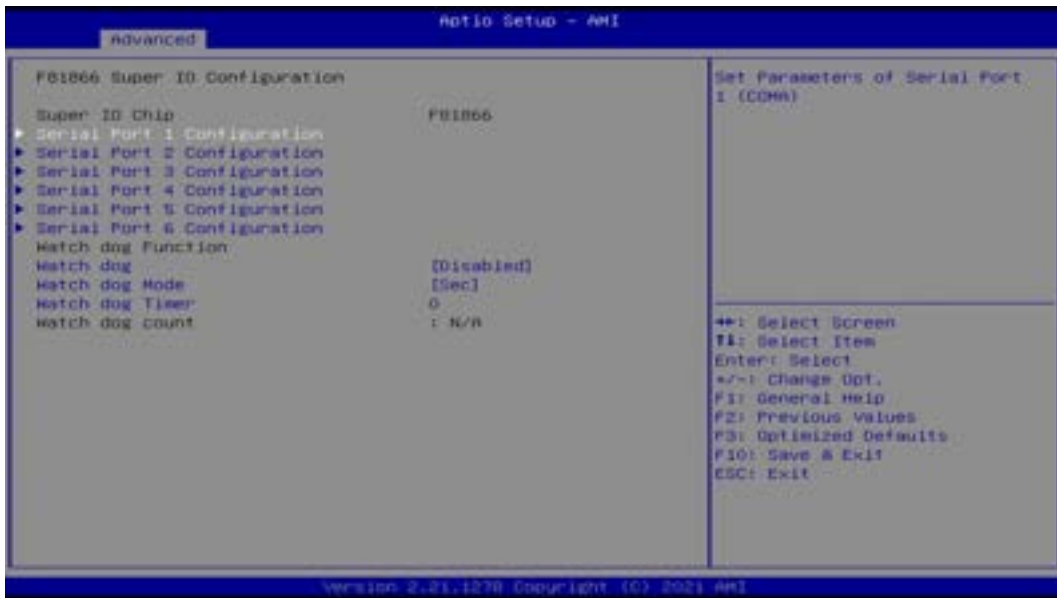 Aptio Setup - AMI
Advanced
F81866 Super IO Configuration
Super IO Chip F81866
Serial Port 1 Configuration
Serial Port 2 Configuration
Serial Port 3 Configuration
Serial Port 4 Configuration
Serial Port 5 Configuration
Serial Port 6 Configuration
Watch dog Function
Watch dog [Disabled]
Watch dog Mode [Sec]
Watch dog Timer 0
Watch dog count : N/A
Set Parameters of Serial Port
1 (COMA)
→←: Select Screen
↑↓: Select Item
Enter: Select
+/-: Change Opt.
F1: General Help
F2: Previous Values
F3: Optimized Defaults
F10: Save & Exit
ESC: Exit
Version 2.21.1278 Copyright (C) 2021 AMI